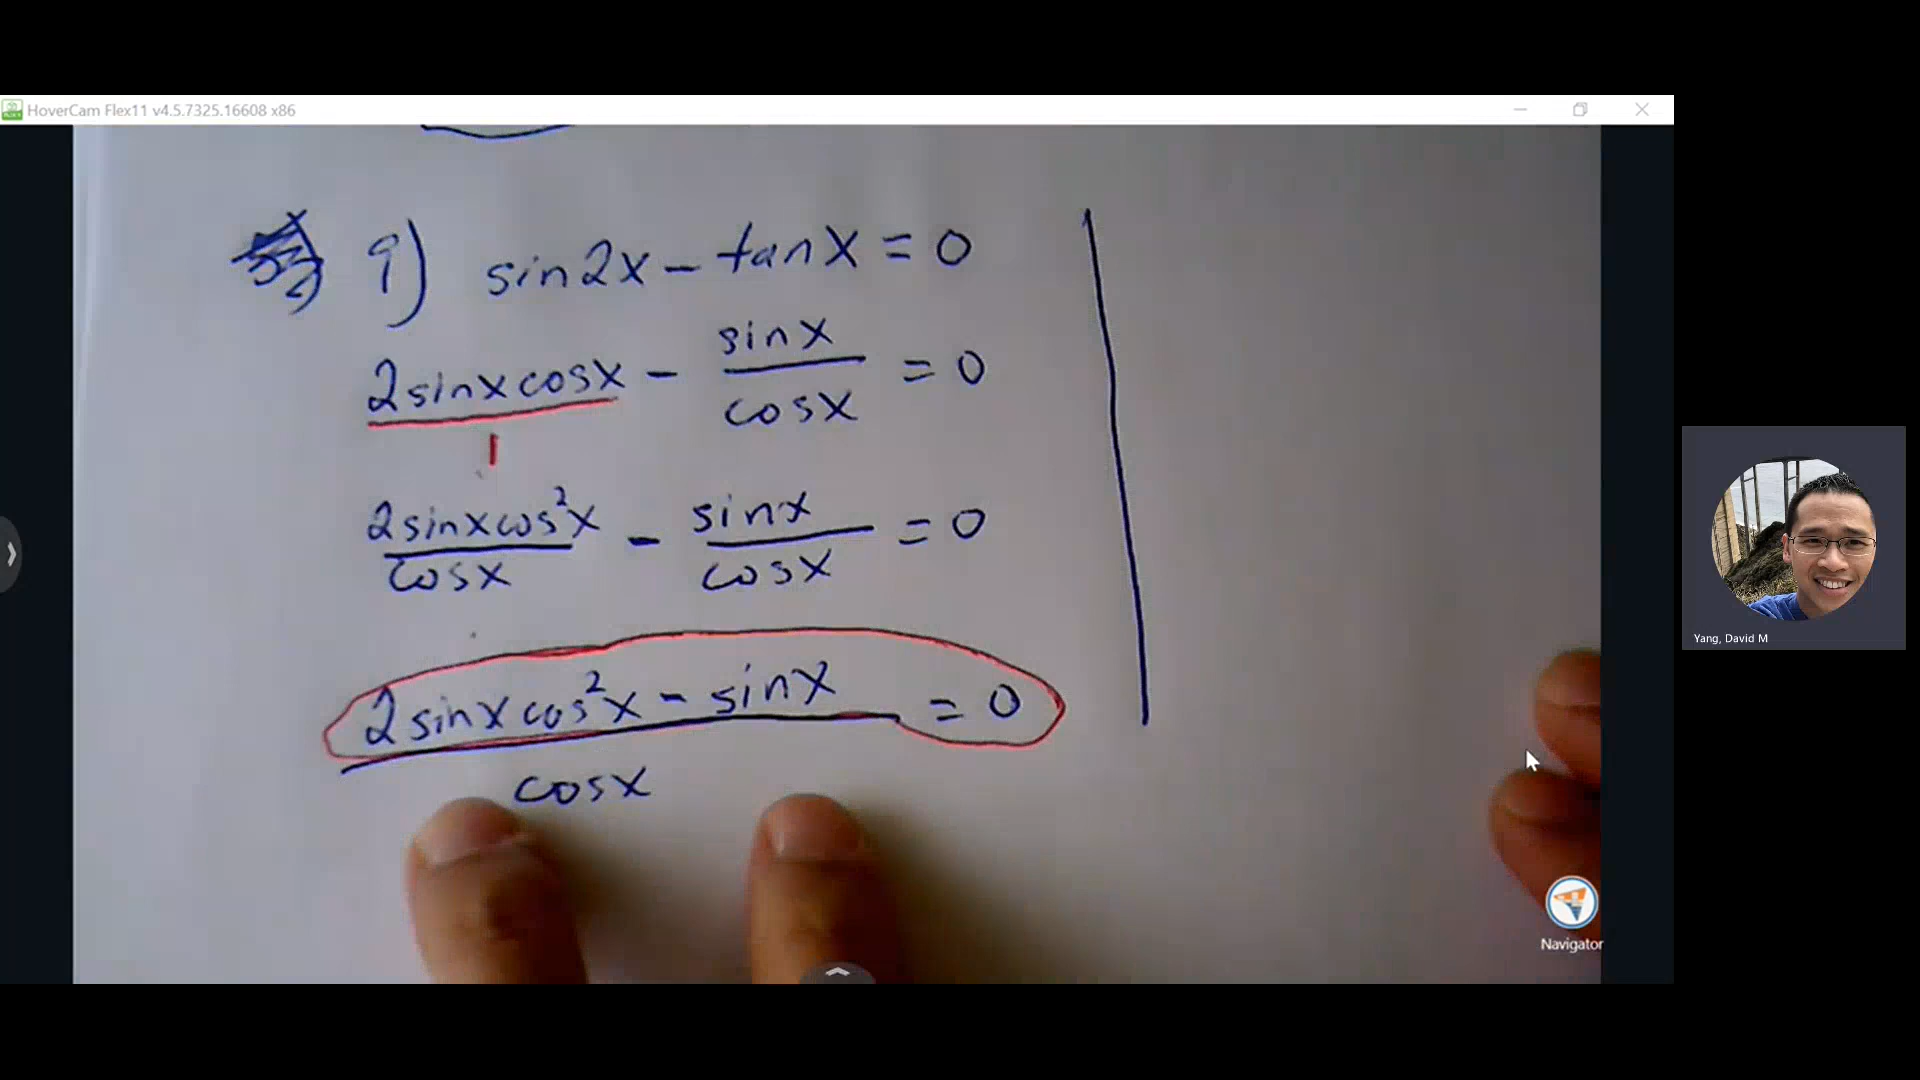 HoverCam Flex11 v4.5.7325.16608 x86
9) sin2x - tanx = 0
2sinxcosx - sinx/cosx = 0
1
2sinxcos²x/cosx - sinx/cosx = 0
2sinxcos²x - sinx = 0
cosx
Yang, David M
Navigator